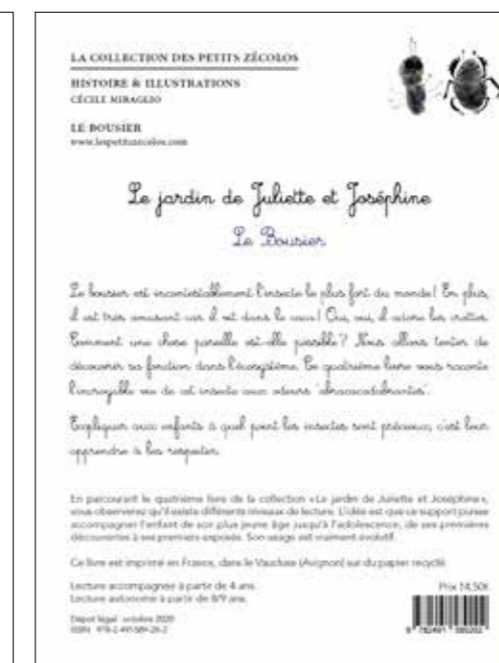 LA COLLECTION DES PETITS ZÉCOLOS
HISTOIRE & ILLUSTRATIONS
CÉCILE MIRAGLIO
LE BOUSIER
www.lespetitszecolos.com
Le jardin de Juliette et Joséphine
Le Bousier
Le bousier est incontestablement l'insecte le plus fort du monde! En plus,
il est très amusant car il vit dans le caca! Oui, oui, il adore les crottes.
Comment une chose pareille est-elle possible? Nous allons tenter de
découvrir sa fonction dans l'écosystème. Ce quatrième livre vous raconte
l'incroyable vie de cet insecte aux odeurs "abracacadabrantes".
Expliquer aux enfants à quel point les insectes sont précieux, c'est leur
apprendre à les respecter.
En parcourant le quatrième livre de la collection «Le jardin de Juliette et Joséphine»,
vous observerez qu'il existe différents niveaux de lecture. L'idée est que ce support puisse
accompagner l'enfant de son plus jeune âge jusqu'à l'adolescence, de ses premières
découvertes à ses premiers exposés. Son usage est vraiment évolutif.
Ce livre est imprimé en France, dans le Vaucluse (Avignon) sur du papier recyclé.
Lecture accompagnée à partir de 4 ans.
Lecture autonome à partir de 8/9 ans.
Prix 14,50€
Dépôt légal : octobre 2020